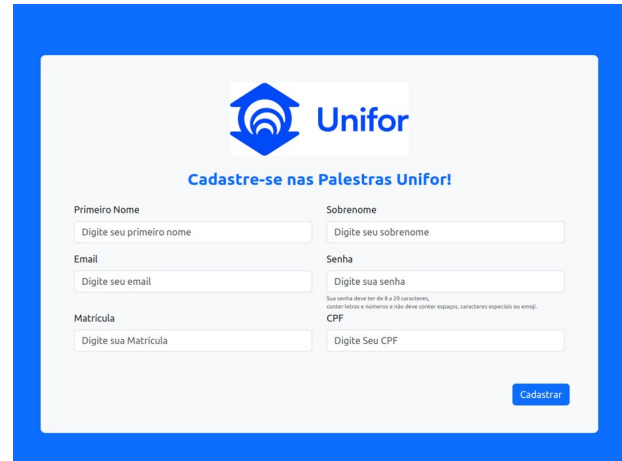 Unifor
Cadastre-se nas Palestras Unifor!
Primeiro Nome
Sobrenome
Digite seu primeiro nome
Digite seu sobrenome
Email
Senha
Digite seu email
Digite sua senha
Sua senha deve ter de 8 a 20 caracteres,
conter letras e números e não deve conter espaços, caracteres especiais ou emoji.
Matrícula
CPF
Digite sua Matrícula
Digite Seu CPF
Cadastrar